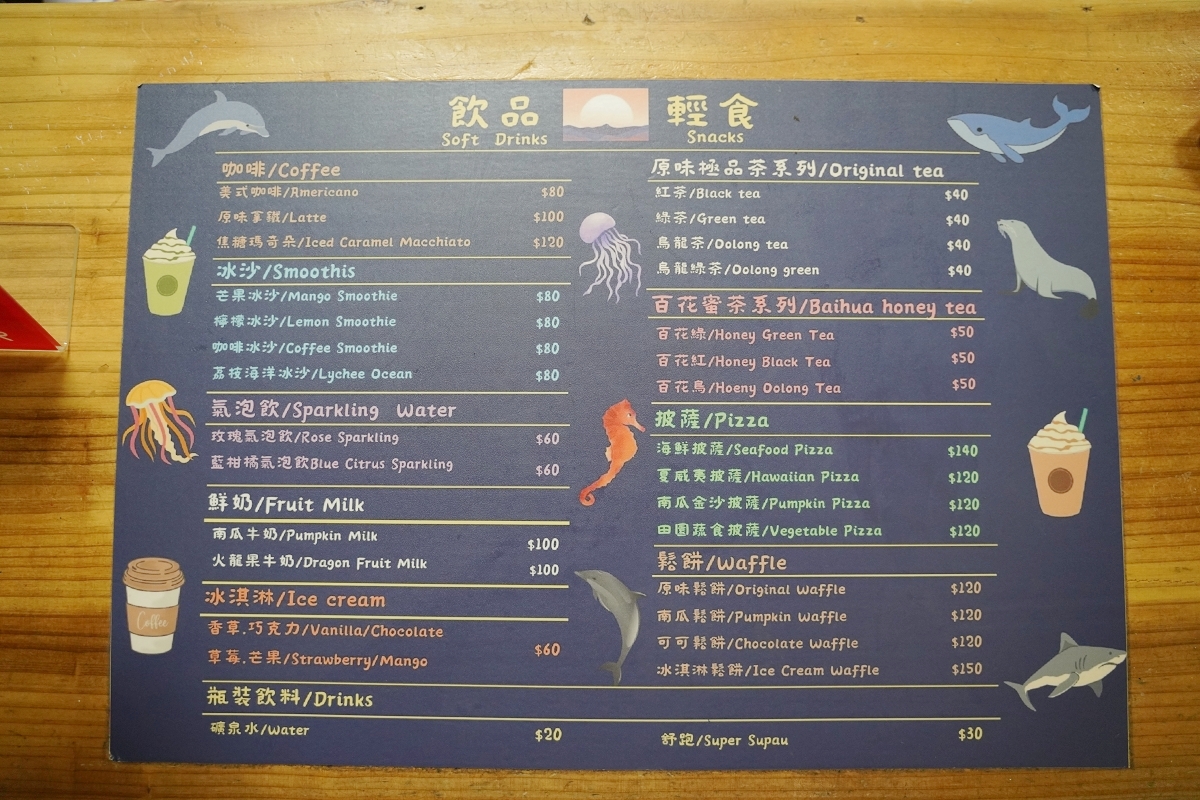 飲品 輕食
Soft Drinks Snacks
咖啡/Coffee
美式咖啡/Americano $80
原味拿鐵/Latte $100
焦糖瑪奇朵/Iced Caramel Macchiato $120
冰沙/Smoothis
芒果冰沙/Mango Smoothie $80
檸檬冰沙/Lemon Smoothie $80
咖啡冰沙/Coffee Smoothie $80
荔枝海洋冰沙/Lychee Ocean $80
氣泡飲/Sparkling Water
玫瑰氣泡飲/Rose Sparkling $60
藍柑橘氣泡飲Blue Citrus Sparkling $60
鮮奶/Fruit Milk
南瓜牛奶/Pumpkin Milk $100
火龍果牛奶/Dragon Fruit Milk $100
冰淇淋/Ice cream
香草.巧克力/Vanilla/Chocolate
草莓.芒果/Strawberry/Mango $60
瓶裝飲料/Drinks
礦泉水/Water $20
原味極品茶系列/Original tea
紅茶/Black tea $40
綠茶/Green tea $40
烏龍茶/Oolong tea $40
烏龍綠茶/Oolong green $40
百花蜜茶系列/Baihua honey tea
百花綠/Honey Green Tea $50
百花紅/Honey Black Tea $50
百花烏/Hoeny Oolong Tea $50
披薩/Pizza
海鮮披薩/Seafood Pizza $140
夏威夷披薩/Hawaiian Pizza $120
南瓜金沙披薩/Pumpkin Pizza $120
田園蔬食披薩/Vegetable Pizza $120
鬆餅/Waffle
原味鬆餅/Original Waffle $120
南瓜鬆餅/Pumpkin Waffle $120
可可鬆餅/Chocolate Waffle $120
冰淇淋鬆餅/Ice Cream Waffle $150
舒跑/Super Supau $30
Coffee